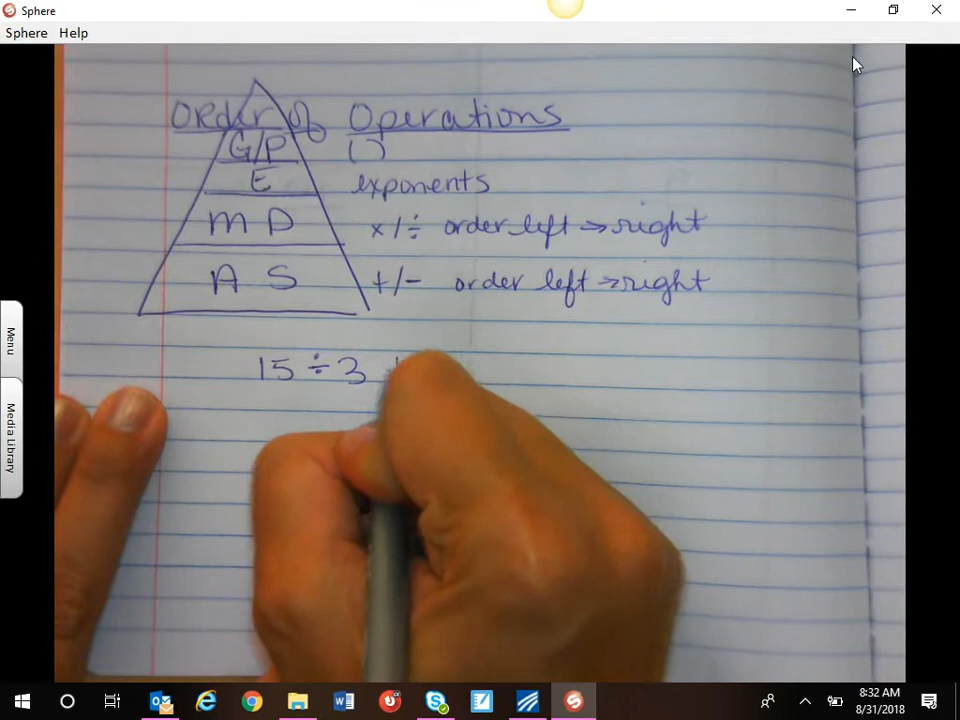 Sphere
Sphere Help
Order of Operations
G/P ( )
E exponents
M D ×/÷ order left → right
A S +/- order left → right
15 ÷ 3
Menu
Media Library
8:32 AM
8/31/2018